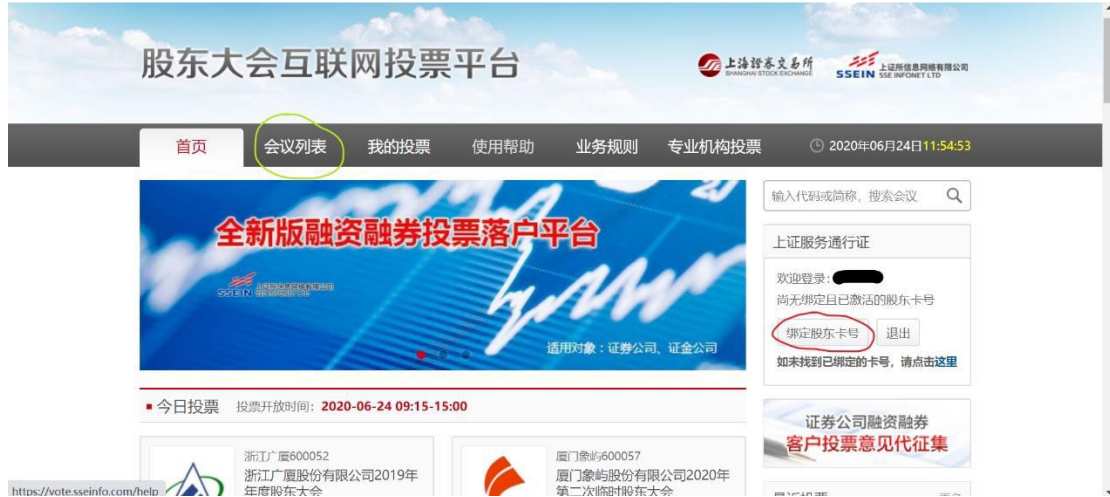 股东大会互联网投票平台
上海證券交易所
SHANGHAI STOCK EXCHANGE
SSEIN
上证所信息网络有限公司
SSE INFONET LTD
首页 会议列表 我的投票 使用帮助 业务规则 专业机构投票 2020年06月24日11:54:53
全新版融资融券投票落户平台
SSEIN
适用对象：证券公司、证金公司
输入代码或简称，搜索会议
上证服务通行证
欢迎登录：
尚无绑定且已激活的股东卡号
绑定股东卡号 退出
如未找到已绑定的卡号，请点击这里
今日投票 投票开放时间：2020-06-24 09:15-15:00
证券公司融资融券
客户投票意见代征集
浙江广厦600052
浙江广厦股份有限公司2019年
年度股东大会
厦门象屿600057
厦门象屿股份有限公司2020年
第二次临时股东大会
最近投票
https://vote.sseinfo.com/help